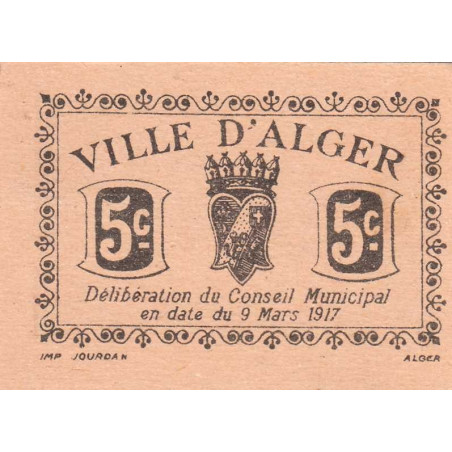 VILLE D'ALGER
5c. 5c.
Délibération du Conseil Municipal
en date du 9 Mars 1917
IMP JOURDAN ALGER